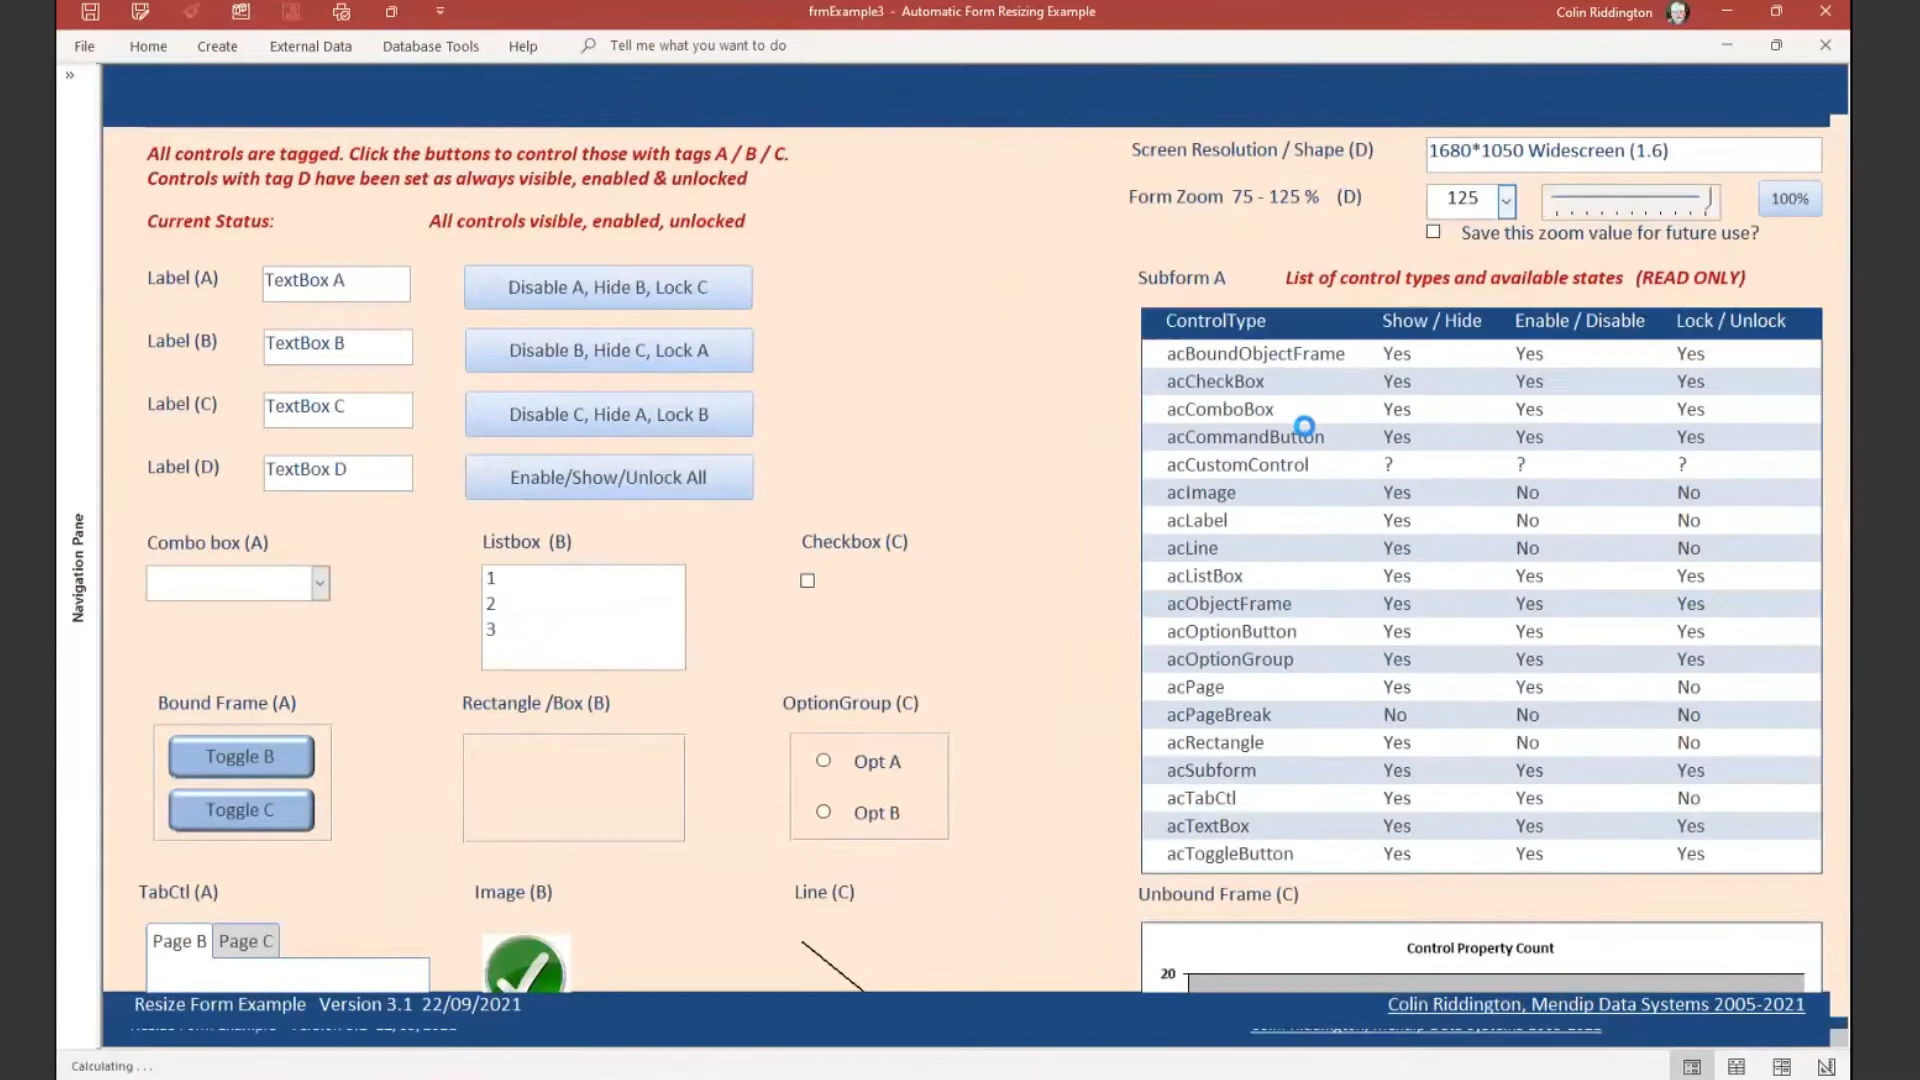 frmExample3 - Automatic Form Resizing Example
Colin Riddington
File Home Create External Data Database Tools Help Tell me what you want to do
»
Navigation Pane
All controls are tagged. Click the buttons to control those with tags A / B / C.
Controls with tag D have been set as always visible, enabled & unlocked
Current Status: All controls visible, enabled, unlocked
Screen Resolution / Shape (D) 1680*1050 Widescreen (1.6)
Form Zoom 75 - 125 % (D) 125 100%
Save this zoom value for future use?
Label (A) TextBox A Disable A, Hide B, Lock C
Label (B) TextBox B Disable B, Hide C, Lock A
Label (C) TextBox C Disable C, Hide A, Lock B
Label (D) TextBox D Enable/Show/Unlock All
Combo box (A) Listbox (B) Checkbox (C)
1
2
3
Bound Frame (A) Rectangle /Box (B) OptionGroup (C)
Toggle B
Toggle C
Opt A
Opt B
TabCtl (A) Image (B) Line (C)
Page B Page C
Subform A List of control types and available states (READ ONLY)
ControlType Show / Hide Enable / Disable Lock / Unlock
acBoundObjectFrame Yes Yes Yes
acCheckBox Yes Yes Yes
acComboBox Yes Yes Yes
acCommandButton Yes Yes Yes
acCustomControl ? ? ?
acImage Yes No No
acLabel Yes No No
acLine Yes No No
acListBox Yes Yes Yes
acObjectFrame Yes Yes Yes
acOptionButton Yes Yes Yes
acOptionGroup Yes Yes Yes
acPage Yes Yes No
acPageBreak No No No
acRectangle Yes No No
acSubform Yes Yes Yes
acTabCtl Yes Yes No
acTextBox Yes Yes Yes
acToggleButton Yes Yes Yes
Unbound Frame (C)
Control Property Count
20
Resize Form Example Version 3.1 22/09/2021
Colin Riddington, Mendip Data Systems 2005-2021
Calculating . . .